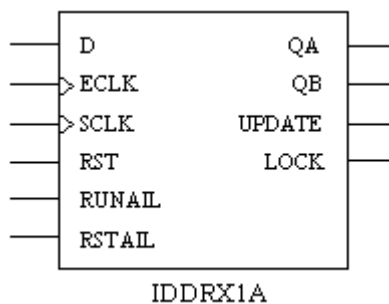 D QA
ECLK QB
SCLK UPDATE
RST LOCK
RUNAIL
RSTAIL
IDDRX1A